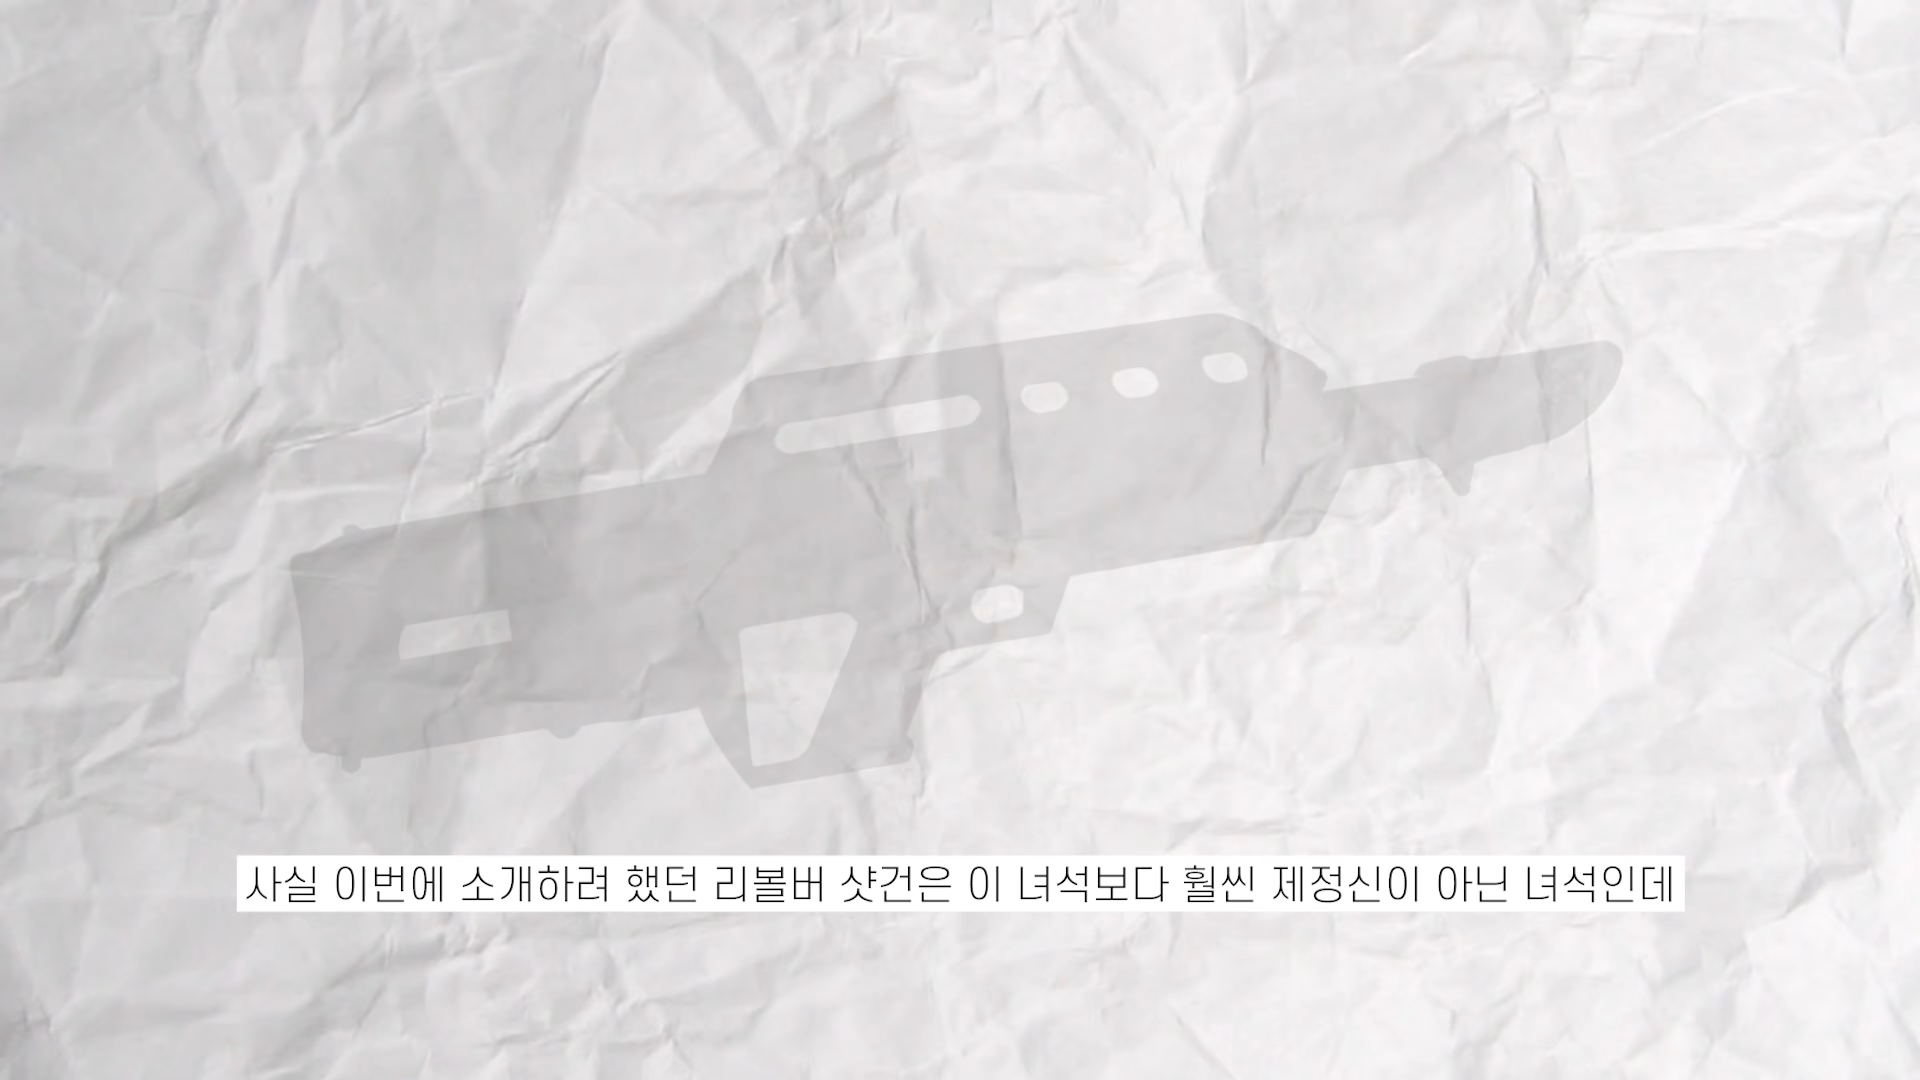 사실 이번에 소개하려 했던 리볼버 샷건은 이 녀석보다 훨씬 제정신이 아닌 녀석인데